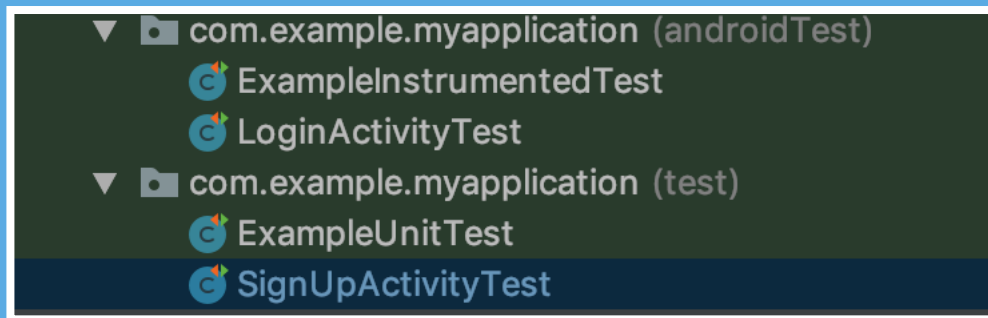 com.example.myapplication (androidTest)
ExampleInstrumentedTest
LoginActivityTest
com.example.myapplication (test)
ExampleUnitTest
SignUpActivityTest